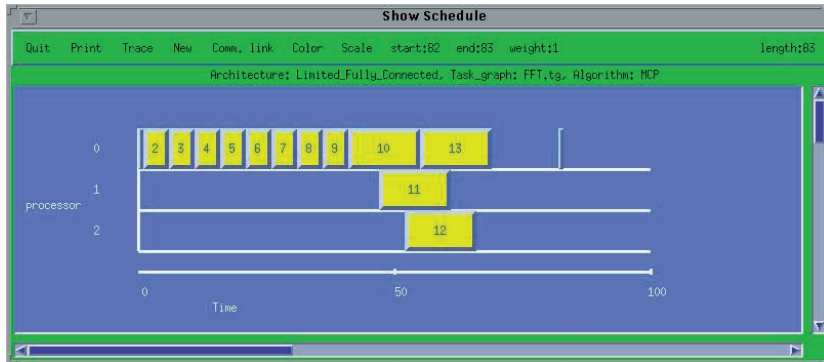 Show Schedule
Quit Print Trace New Comm. link Color Scale start:82 end:83 weight:1 length:83
Architecture: Limited_Fully_Connected, Task_graph: FFT.tg, Algorithm: MCP
0 2 3 4 5 6 7 8 9 10 13
1 11
processor
2 12
0 50 100
Time